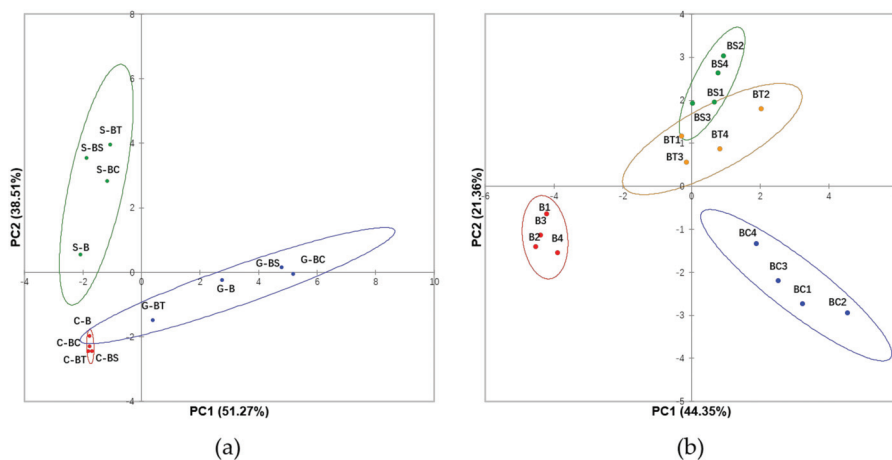 8
6
4
2
0
-2
-4
-4
-2
0
2
4
6
8
10
PC2 (38.51%)
PC1 (51.27%)
S-BT
S-BS
S-BC
S-B
G-BS
G-BC
G-B
G-BT
C-B
C-BC
C-BT
C-BS
(a)
4
3
2
1
0
-1
-2
-3
-4
-5
-6
-4
-2
0
2
4
PC2 (21.36%)
PC1 (44.35%)
BS2
BS4
BS1
BS3
BT2
BT1
BT4
BT3
B1
B3
B2
B4
BC4
BC3
BC1
BC2
(b)